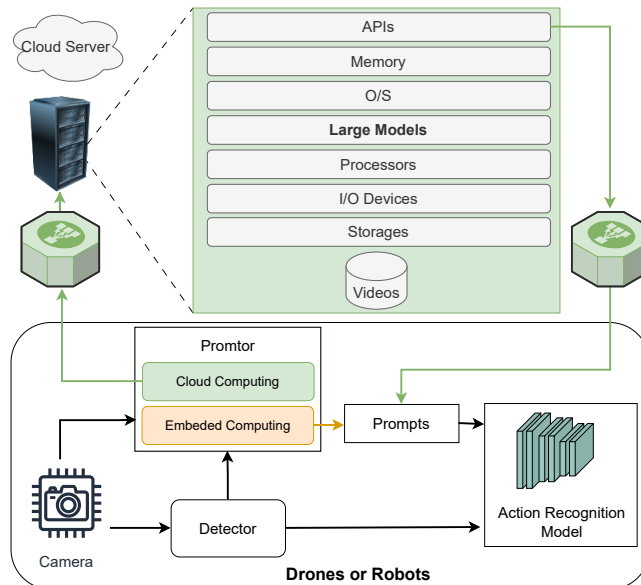 Cloud Server
APIs
Memory
O/S
Large Models
Processors
I/O Devices
Storages
Videos
Promtor
Cloud Computing
Embeded Computing
Prompts
Camera
Detector
Action Recognition
Model
Drones or Robots